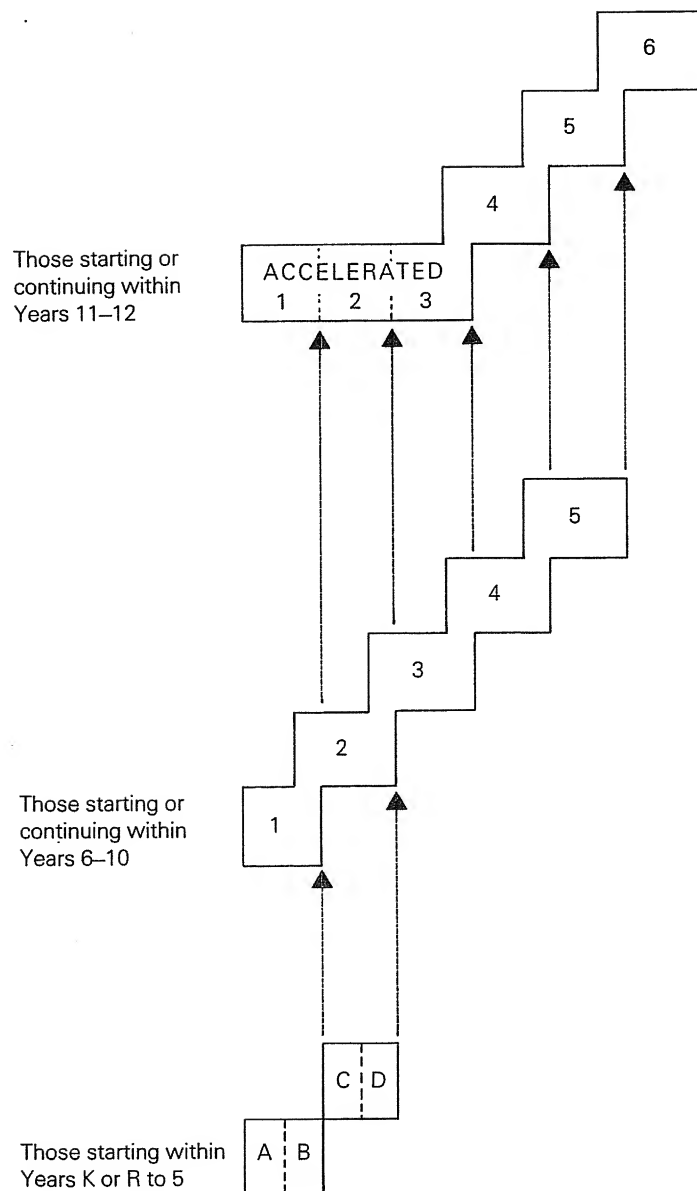 6
5
4
Those starting or
continuing within
Years 11–12
ACCELERATED
1 2 3
5
4
3
2
Those starting or
continuing within
Years 6–10
1
C D
Those starting within
Years K or R to 5
A B